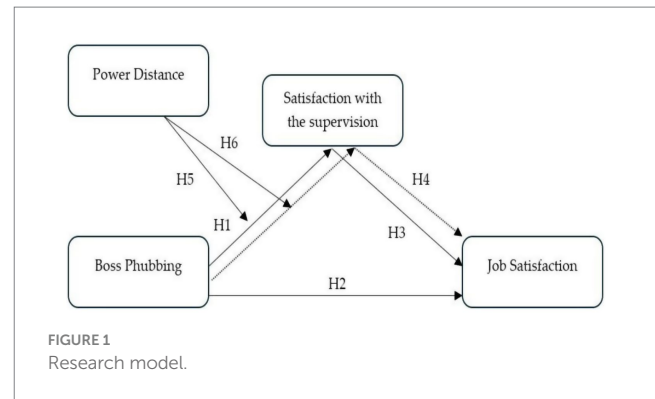 Power Distance
Satisfaction with
the supervision
H6
H5
H4
H1
H3
Boss Phubbing
Job Satisfaction
H2
FIGURE 1
Research model.